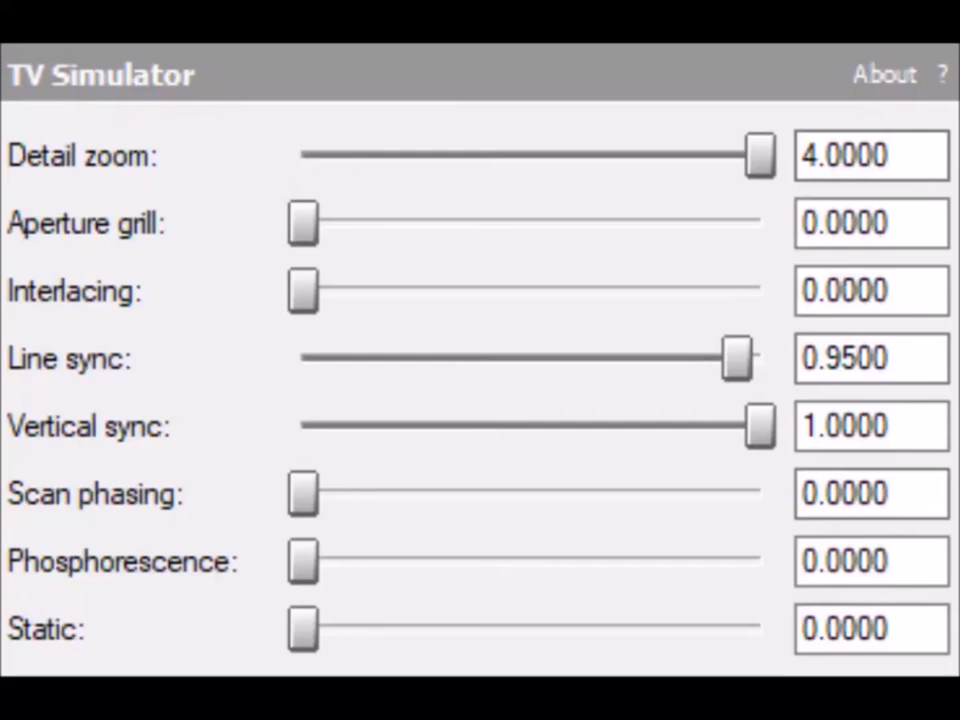 TV Simulator About ?
Detail zoom: 4.0000
Aperture grill: 0.0000
Interlacing: 0.0000
Line sync: 0.9500
Vertical sync: 1.0000
Scan phasing: 0.0000
Phosphorescence: 0.0000
Static: 0.0000